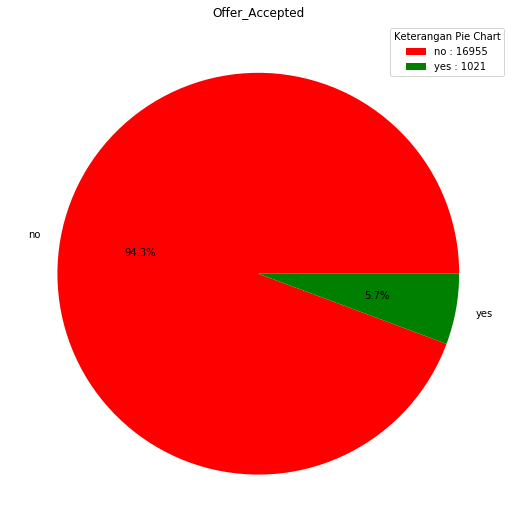 Offer_Accepted
Keterangan Pie Chart
no : 16955
yes : 1021
no
94.3%
5.7%
yes